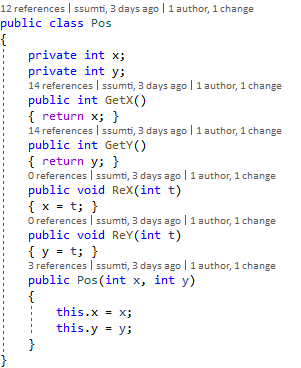 12 references | ssumti, 3 days ago | 1 author, 1 change
public class Pos
{
private int x;
private int y;
14 references | ssumti, 3 days ago | 1 author, 1 change
public int GetX()
{ return x; }
14 references | ssumti, 3 days ago | 1 author, 1 change
public int GetY()
{ return y; }
0 references | ssumti, 3 days ago | 1 author, 1 change
public void ReX(int t)
{ x = t; }
0 references | ssumti, 3 days ago | 1 author, 1 change
public void ReY(int t)
{ y = t; }
3 references | ssumti, 3 days ago | 1 author, 1 change
public Pos(int x, int y)
{
this.x = x;
this.y = y;
}
}